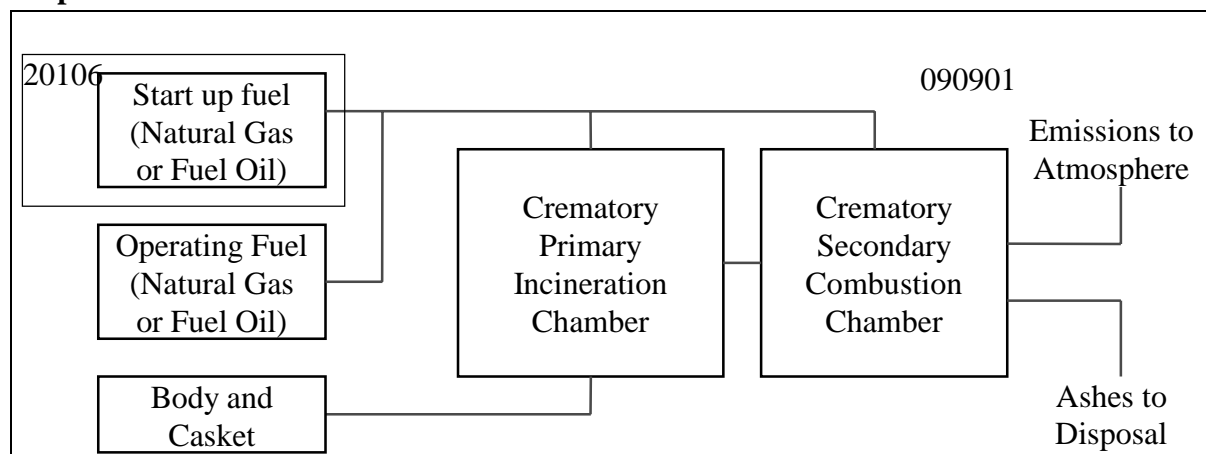 20106
090901
Start up fuel
(Natural Gas
or Fuel Oil)
Emissions to
Atmosphere
Operating Fuel
(Natural Gas
or Fuel Oil)
Crematory
Primary
Incineration
Chamber
Crematory
Secondary
Combustion
Chamber
Body and
Casket
Ashes to
Disposal